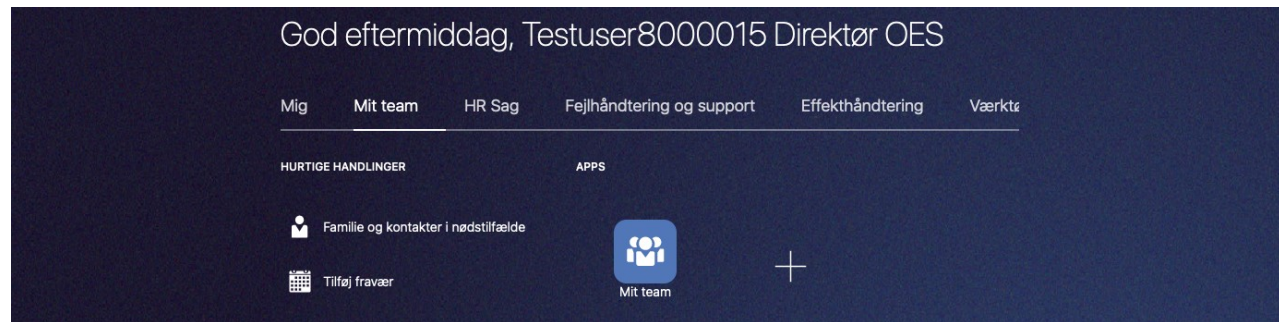 God eftermiddag, Testuser8000015 Direktør OES
Mig Mit team HR Sag Fejlhåndtering og support Effekthåndtering
HURTIGE HANDLINGER APPS
Familie og kontakter i nødstilfælde
Tilføj fravær
Mit team